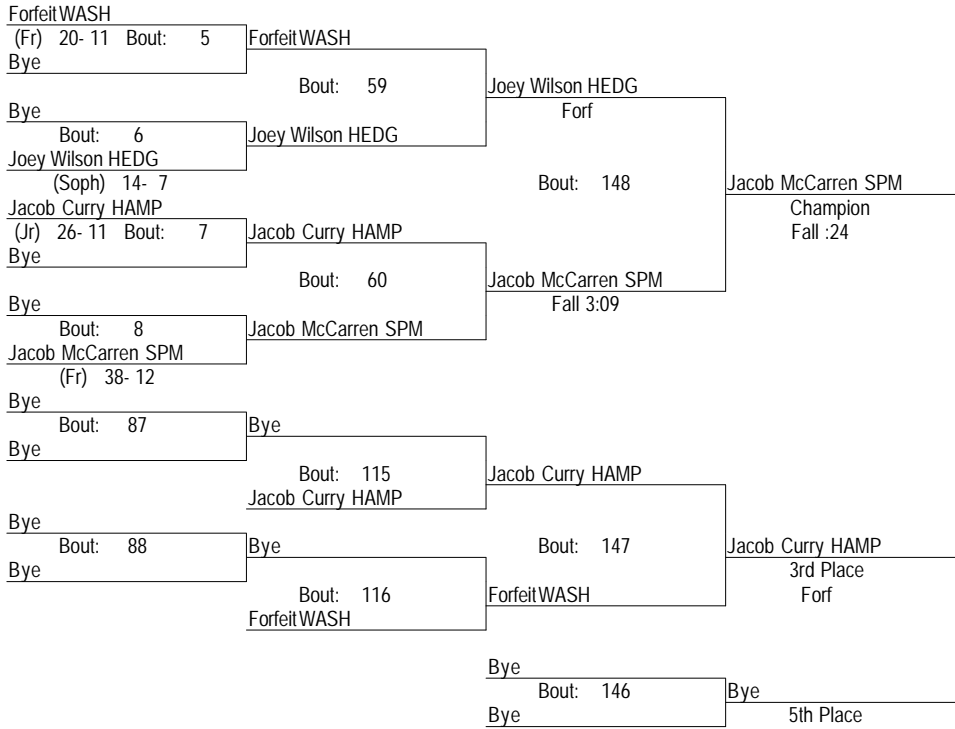 Forfeit WASH
(Fr) 20- 11 Bout: 5 Forfeit WASH
Bye
Bout: 59 Joey Wilson HEDG
Bye Forf
Bout: 6 Joey Wilson HEDG
Joey Wilson HEDG
(Soph) 14- 7 Bout: 148 Jacob McCarren SPM
Jacob Curry HAMP Champion
(Jr) 26- 11 Bout: 7 Jacob Curry HAMP Fall :24
Bye
Bout: 60 Jacob McCarren SPM
Bye Fall 3:09
Bout: 8 Jacob McCarren SPM
Jacob McCarren SPM
(Fr) 38- 12
Bye
Bout: 87 Bye
Bye
Bout: 115 Jacob Curry HAMP
Jacob Curry HAMP
Bye
Bout: 88 Bye Bout: 147 Jacob Curry HAMP
Bye 3rd Place
Bout: 116 Forfeit WASH Forf
Forfeit WASH
Bye
Bout: 146 Bye
Bye 5th Place